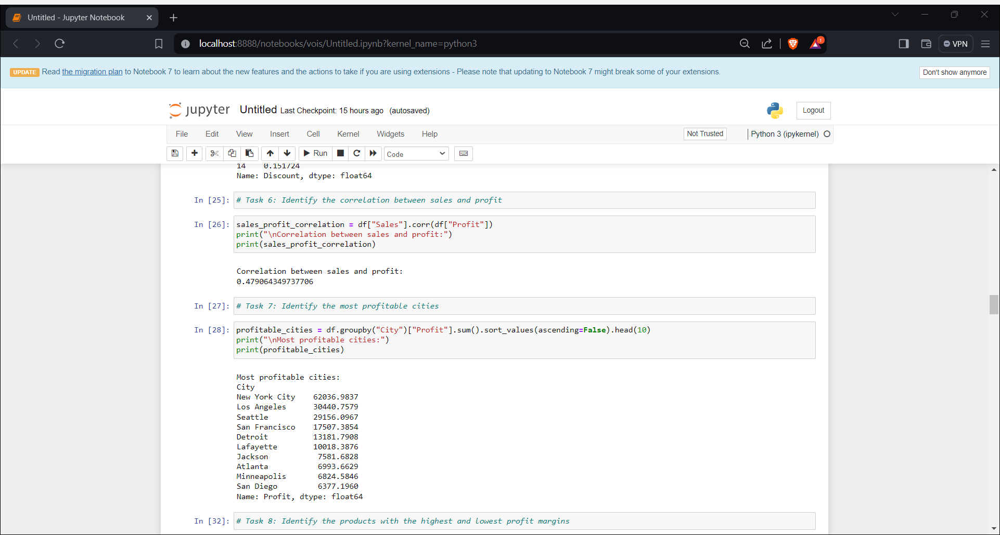 Untitled - Jupyter Notebook
localhost:8888/notebooks/vois/Untitled.ipynb?kernel_name=python3
1
VPN
UPDATE Read the migration plan to Notebook 7 to learn about the new features and the actions to take if you are using extensions - Please note that updating to Notebook 7 might break some of your extensions.
Don't show anymore
jupyter Untitled Last Checkpoint: 15 hours ago (autosaved)
Logout
File Edit View Insert Cell Kernel Widgets Help
Not Trusted
Python 3 (ipykernel)
Run
Code
14    0.151724
Name: Discount, dtype: float64
In [25]: # Task 6: Identify the correlation between sales and profit
In [26]: sales_profit_correlation = df["Sales"].corr(df["Profit"])
print("\nCorrelation between sales and profit:")
print(sales_profit_correlation)
Correlation between sales and profit:
0.479064349737706
In [27]: # Task 7: Identify the most profitable cities
In [28]: profitable_cities = df.groupby("City")["Profit"].sum().sort_values(ascending=False).head(10)
print("\nMost profitable cities:")
print(profitable_cities)
Most profitable cities:
City
New York City    62036.9837
Los Angeles      30440.7579
Seattle          29156.0967
San Francisco    17507.3854
Detroit          13181.7908
Lafayette        10018.3876
Jackson           7581.6828
Atlanta           6993.6629
Minneapolis       6824.5846
San Diego         6377.1960
Name: Profit, dtype: float64
In [32]: # Task 8: Identify the products with the highest and lowest profit margins